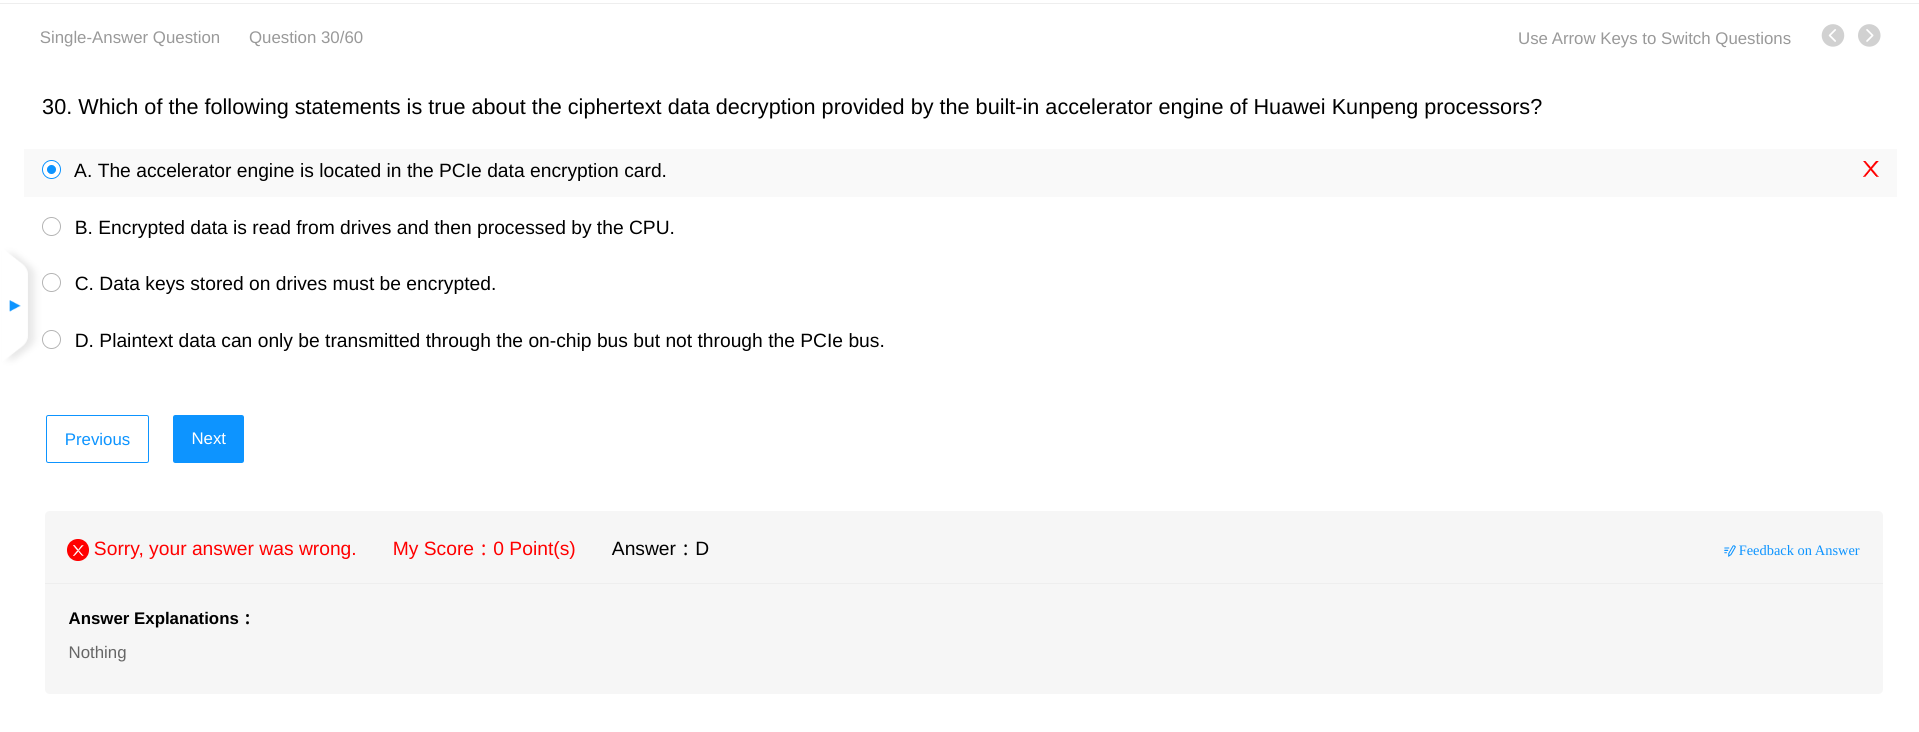 Single-Answer Question Question 30/60 Use Arrow Keys to Switch Questions
30. Which of the following statements is true about the ciphertext data decryption provided by the built-in accelerator engine of Huawei Kunpeng processors?
A. The accelerator engine is located in the PCIe data encryption card.
B. Encrypted data is read from drives and then processed by the CPU.
C. Data keys stored on drives must be encrypted.
D. Plaintext data can only be transmitted through the on-chip bus but not through the PCIe bus.
Previous Next
Sorry, your answer was wrong. My Score：0 Point(s) Answer：D Feedback on Answer
Answer Explanations：
Nothing